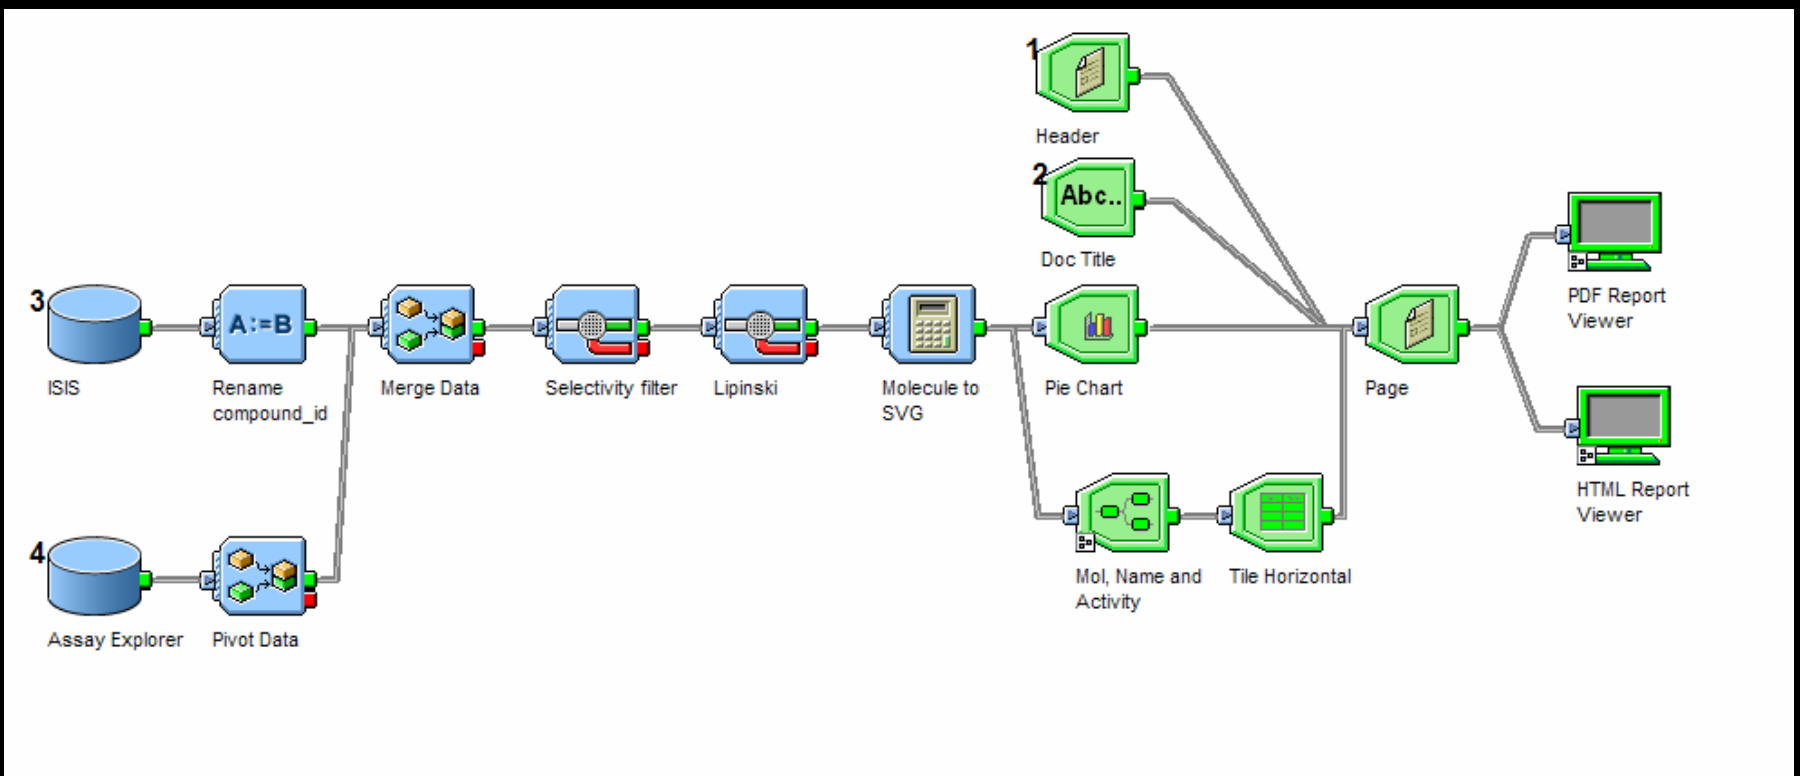 1
Header
2
Abc..
Doc Title
PDF Report
Viewer
3
A:=B
ISIS
Rename
compound_id
Merge Data
Selectivity filter
Lipinski
Molecule to
SVG
Pie Chart
Page
HTML Report
Viewer
4
Assay Explorer
Pivot Data
Mol, Name and
Activity
Tile Horizontal